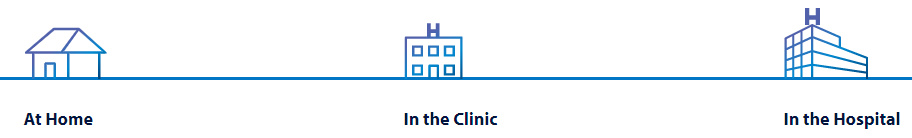 H
H
At Home
In the Clinic
In the Hospital